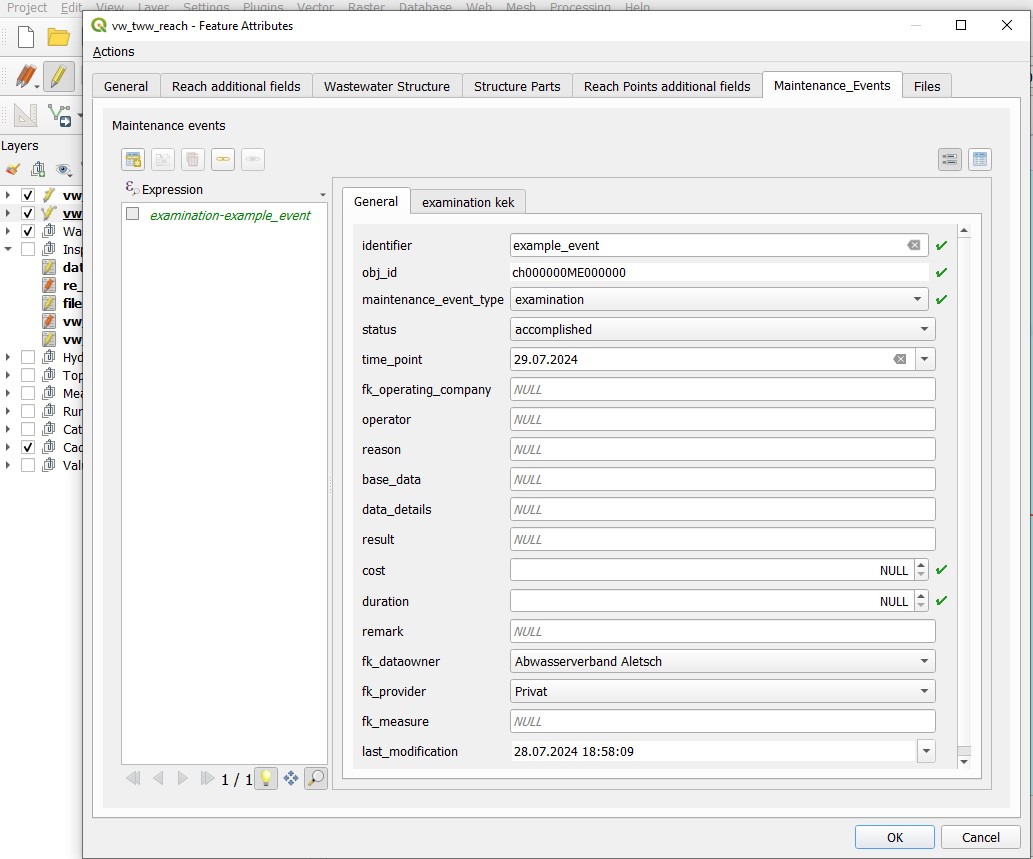 Project Edit View Layer Settings Plugins Vector Raster Database Web Mesh Processing Help
vw_tww_reach - Feature Attributes
Actions
General Reach additional fields Wastewater Structure Structure Parts Reach Points additional fields Maintenance_Events Files
Maintenance events
Layers
Expression
General examination kek
vw
examination-example_event
vw
Wa
Ins
dat
re_
file
vw
vw
Hyd
Top
Mea
Run
Cat
Cad
Val
identifier example_event
obj_id ch000000ME000000
maintenance_event_type examination
status accomplished
time_point 29.07.2024
fk_operating_company NULL
operator NULL
reason NULL
base_data NULL
data_details NULL
result NULL
cost NULL
duration NULL
remark NULL
fk_dataowner Abwasserverband Aletsch
fk_provider Privat
fk_measure NULL
last_modification 28.07.2024 18:58:09
1 / 1
OK Cancel